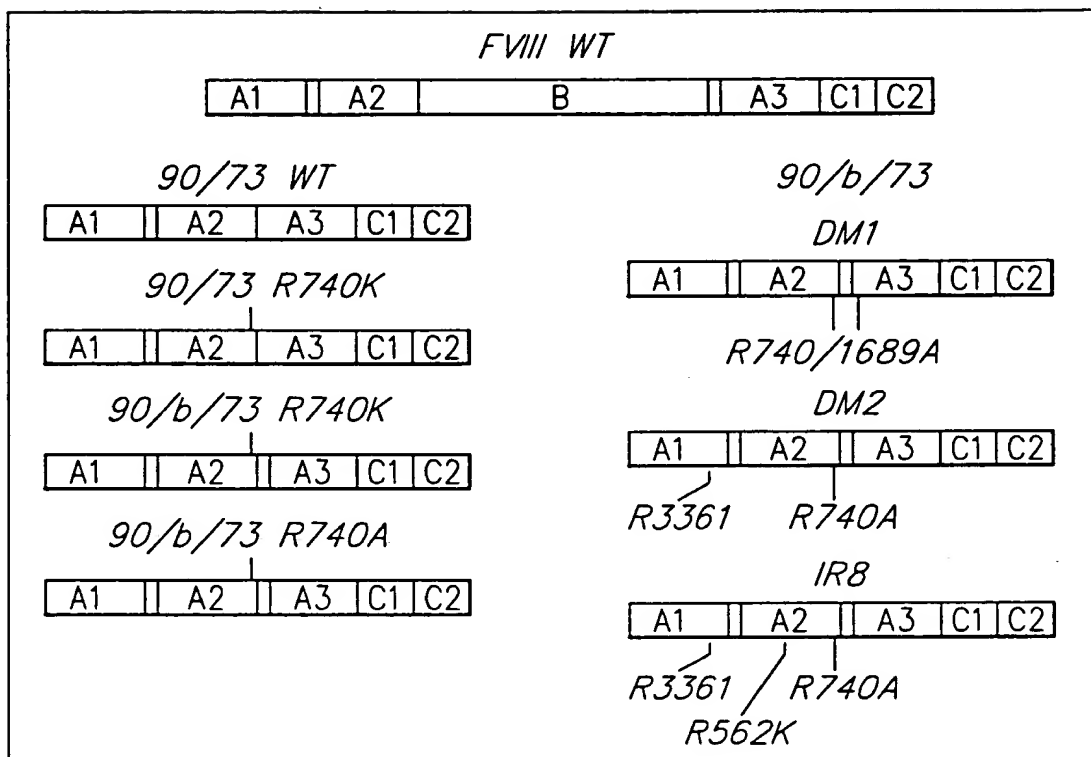 FVIII WT
A1 A2 B A3 C1 C2
90/73 WT
A1 A2 A3 C1 C2
90/73 R740K
A1 A2 A3 C1 C2
90/b/73 R740K
A1 A2 A3 C1 C2
90/b/73 R740A
A1 A2 A3 C1 C2
90/b/73
DM1
A1 A2 A3 C1 C2
R740/1689A
DM2
A1 A2 A3 C1 C2
R336I R740A
IR8
A1 A2 A3 C1 C2
R336I R740A
R562K